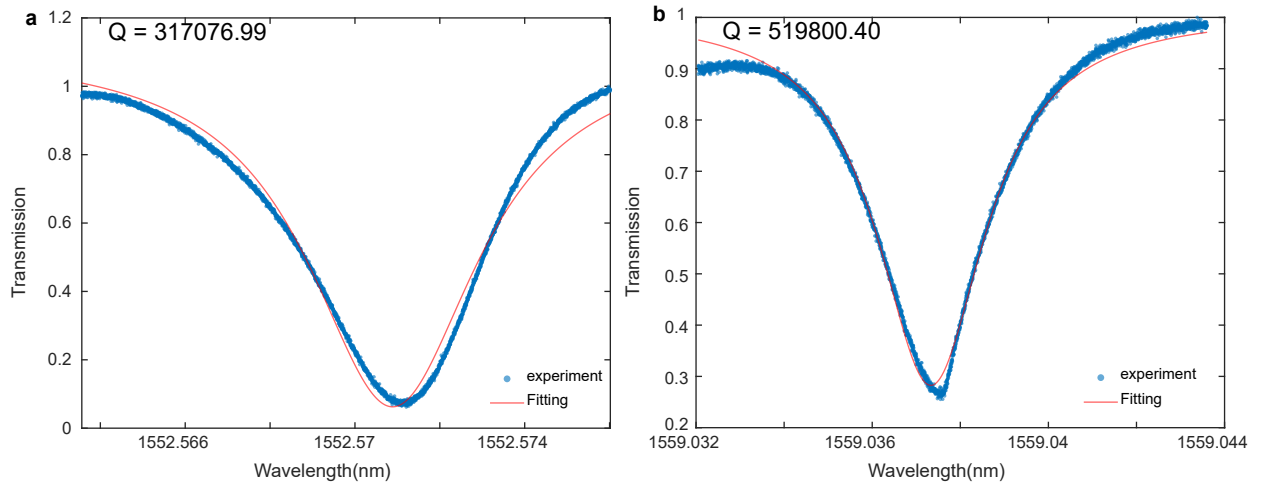 a
Q = 317076.99
1.2
1
0.8
0.6
0.4
0.2
0
Transmission
experiment
Fitting
1552.566
1552.57
1552.574
Wavelength(nm)
b
Q = 519800.40
1
0.9
0.8
0.7
0.6
0.5
0.4
0.3
0.2
Transmission
experiment
Fitting
1559.032
1559.036
1559.04
1559.044
Wavelength(nm)